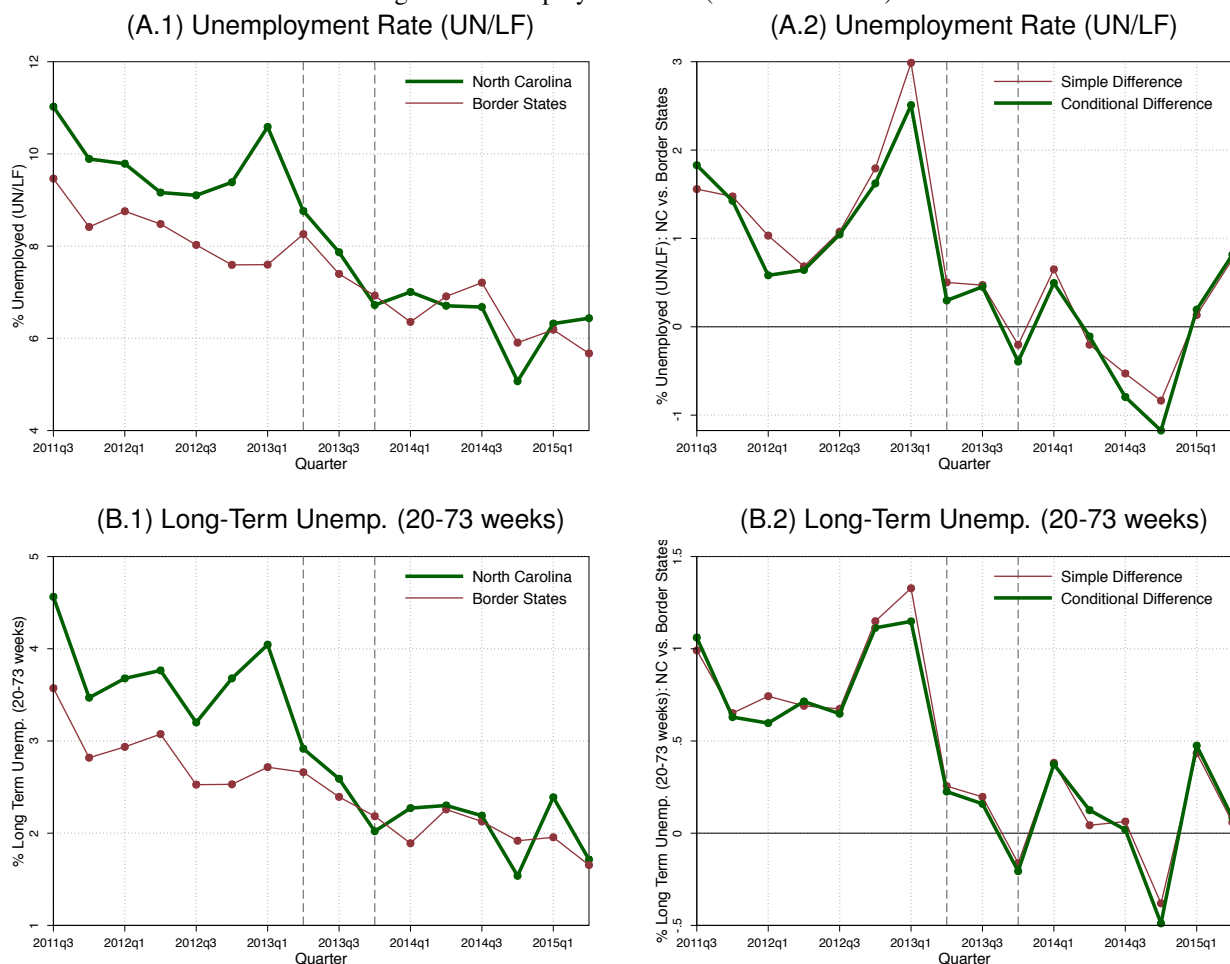 (A.1) Unemployment Rate (UN/LF)
% Unemployed (UN/LF)
12
10
8
6
4
North Carolina
Border States
2011q3 2012q1 2012q3 2013q1 2013q3 2014q1 2014q3 2015q1
Quarter
(A.2) Unemployment Rate (UN/LF)
% Unemployed (UN/LF): NC vs. Border States
3
2
1
0
-1
Simple Difference
Conditional Difference
2011q3 2012q1 2012q3 2013q1 2013q3 2014q1 2014q3 2015q1
Quarter
(B.1) Long-Term Unemp. (20-73 weeks)
% Long Term Unemp. (20-73 weeks)
5
4
3
2
1
North Carolina
Border States
2011q3 2012q1 2012q3 2013q1 2013q3 2014q1 2014q3 2015q1
Quarter
(B.2) Long-Term Unemp. (20-73 weeks)
% Long Term Unemp. (20-73 weeks): NC vs. Border States
1.5
1
.5
0
-.5
Simple Difference
Conditional Difference
2011q3 2012q1 2012q3 2013q1 2013q3 2014q1 2014q3 2015q1
Quarter